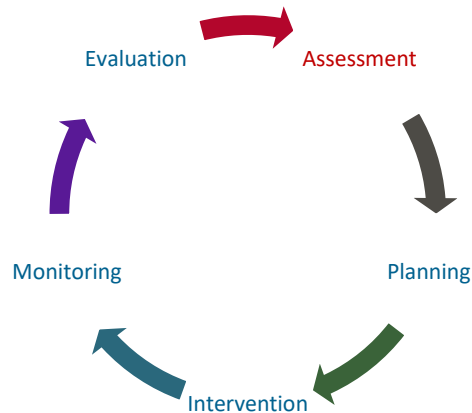 Evaluation
Assessment
Planning
Intervention
Monitoring